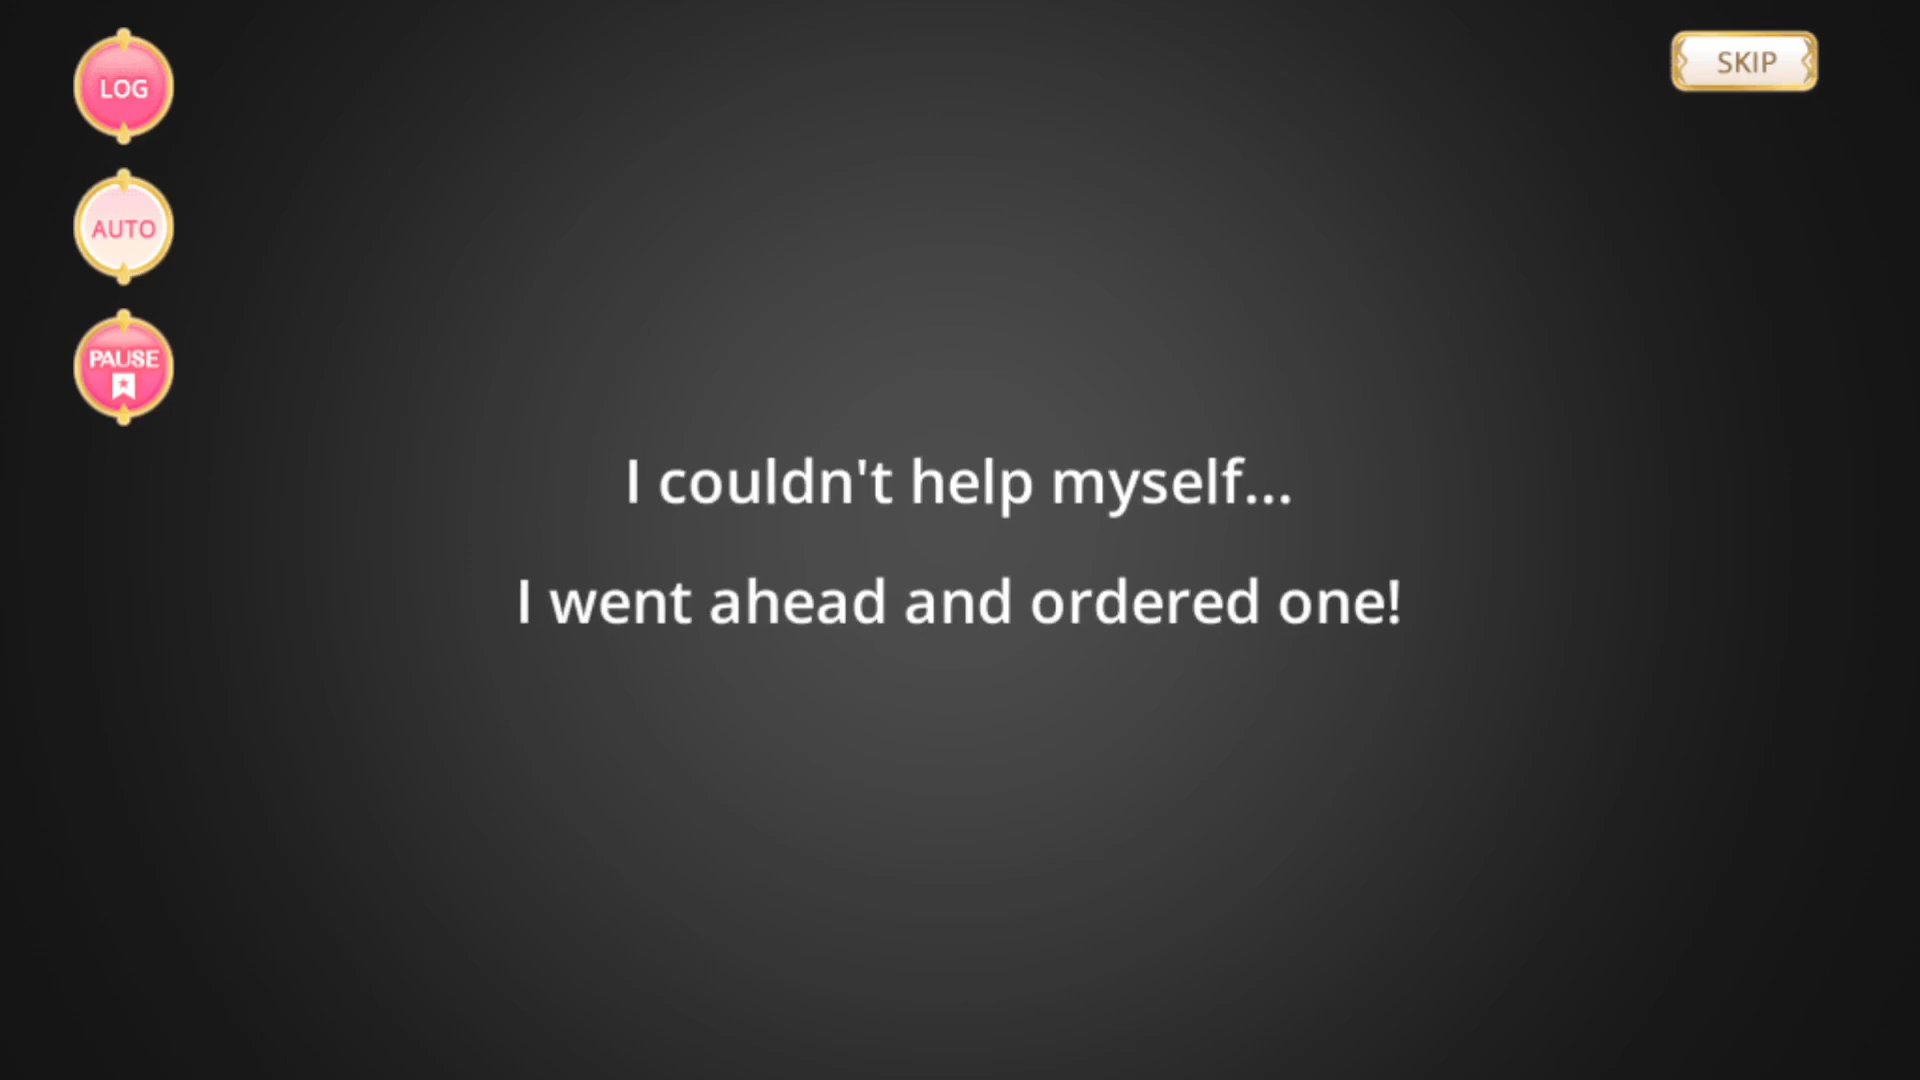 LOG
SKIP
AUTO
PAUSE
I couldn't help myself...
I went ahead and ordered one!